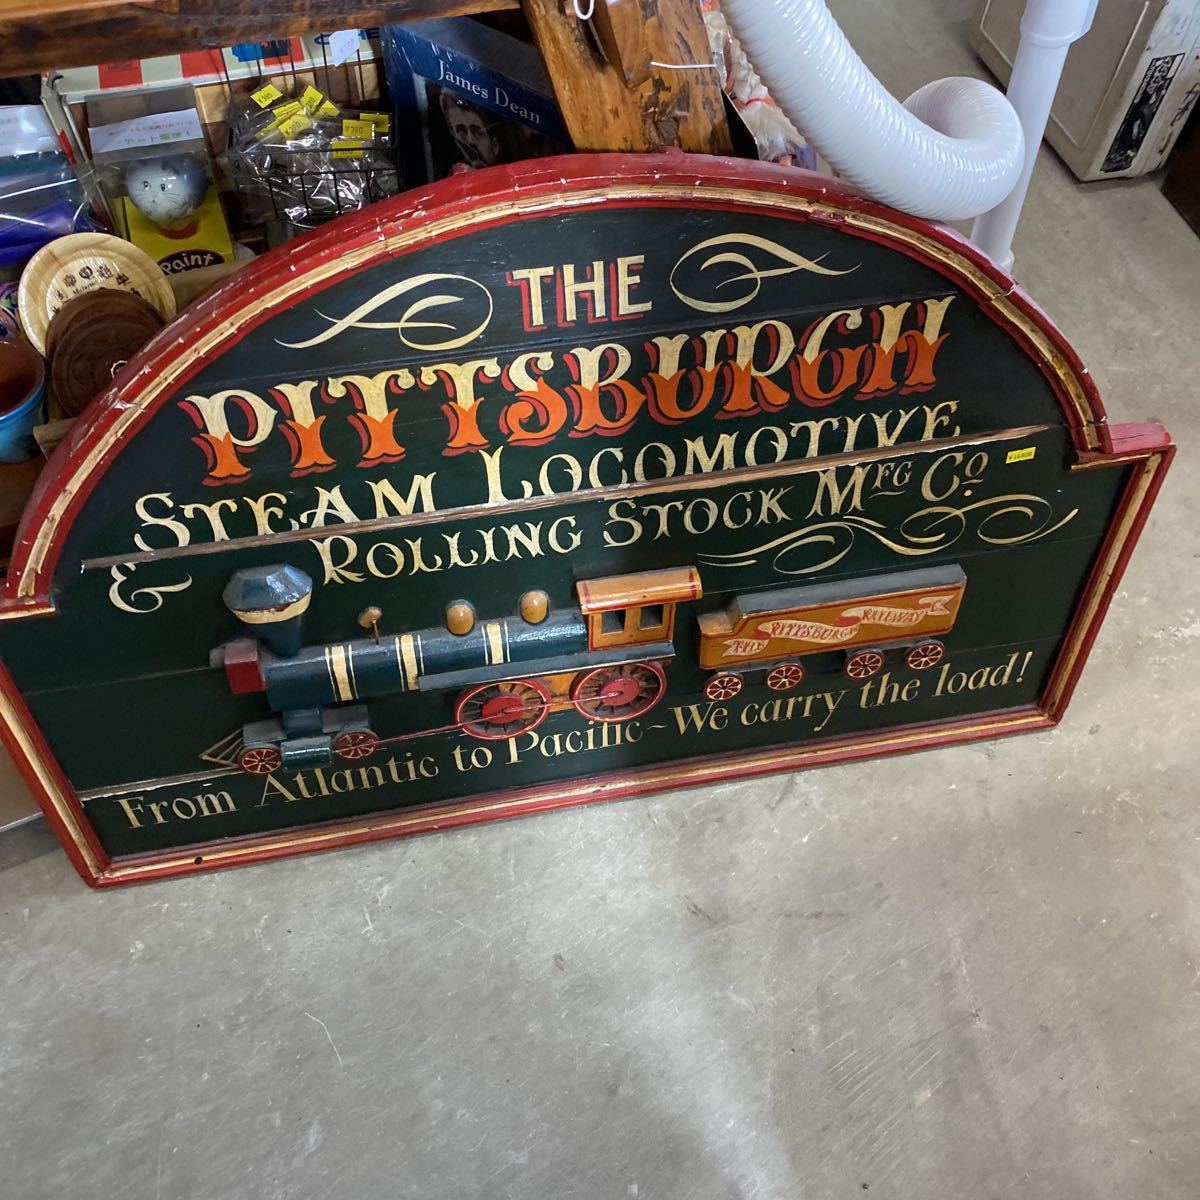 James Dean
Paint
THE
PITTSBURGH
STEAM LOCOMOTIVE
& ROLLING STOCK MFG CO
THE PITTSBURGH RAILWAY C
From Atlantic to Pacific~We carry the load!